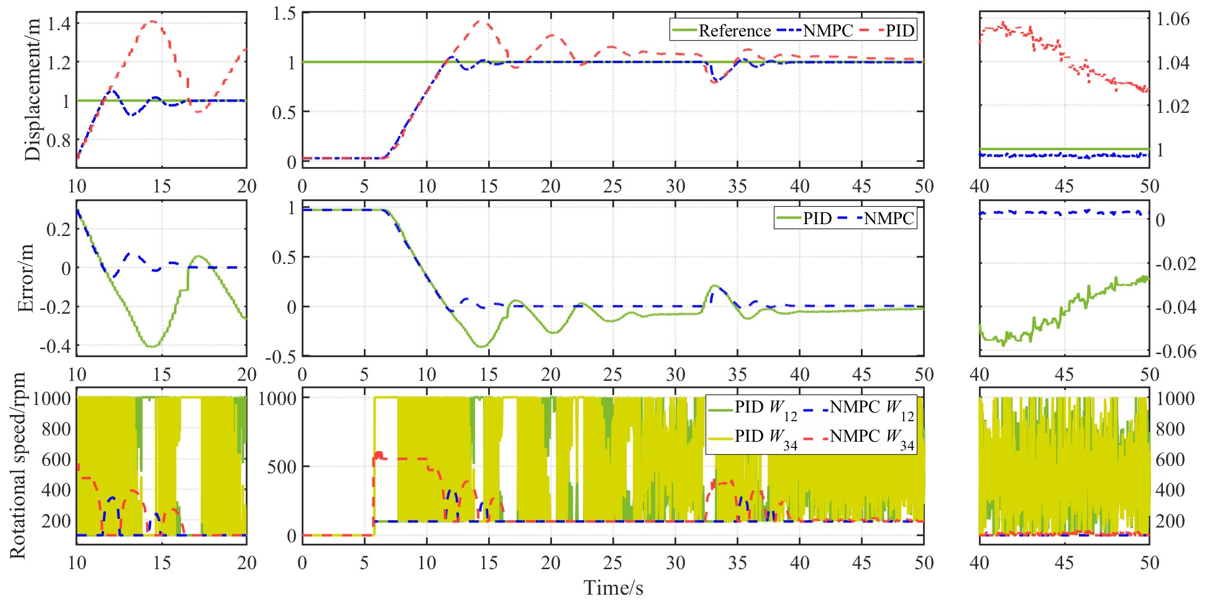 Displacement/m
1.4
1.2
1
0.8
10 15 20
1.5
1
0.5
0
Reference NMPC PID
0 5 10 15 20 25 30 35 40 45 50
1.06
1.04
1.02
1
40 45 50
Error/m
0.2
0
-0.2
-0.4
10 15 20
1
0.5
0
-0.5
PID NMPC
0 5 10 15 20 25 30 35 40 45 50
0
-0.02
-0.04
-0.06
40 45 50
Rotational speed/rpm
1000
800
600
400
200
10 15 20
1000
500
0
PID W12 NMPC W12
PID W34 NMPC W34
0 5 10 15 20 25 30 35 40 45 50
1000
800
600
400
200
40 45 50
Time/s